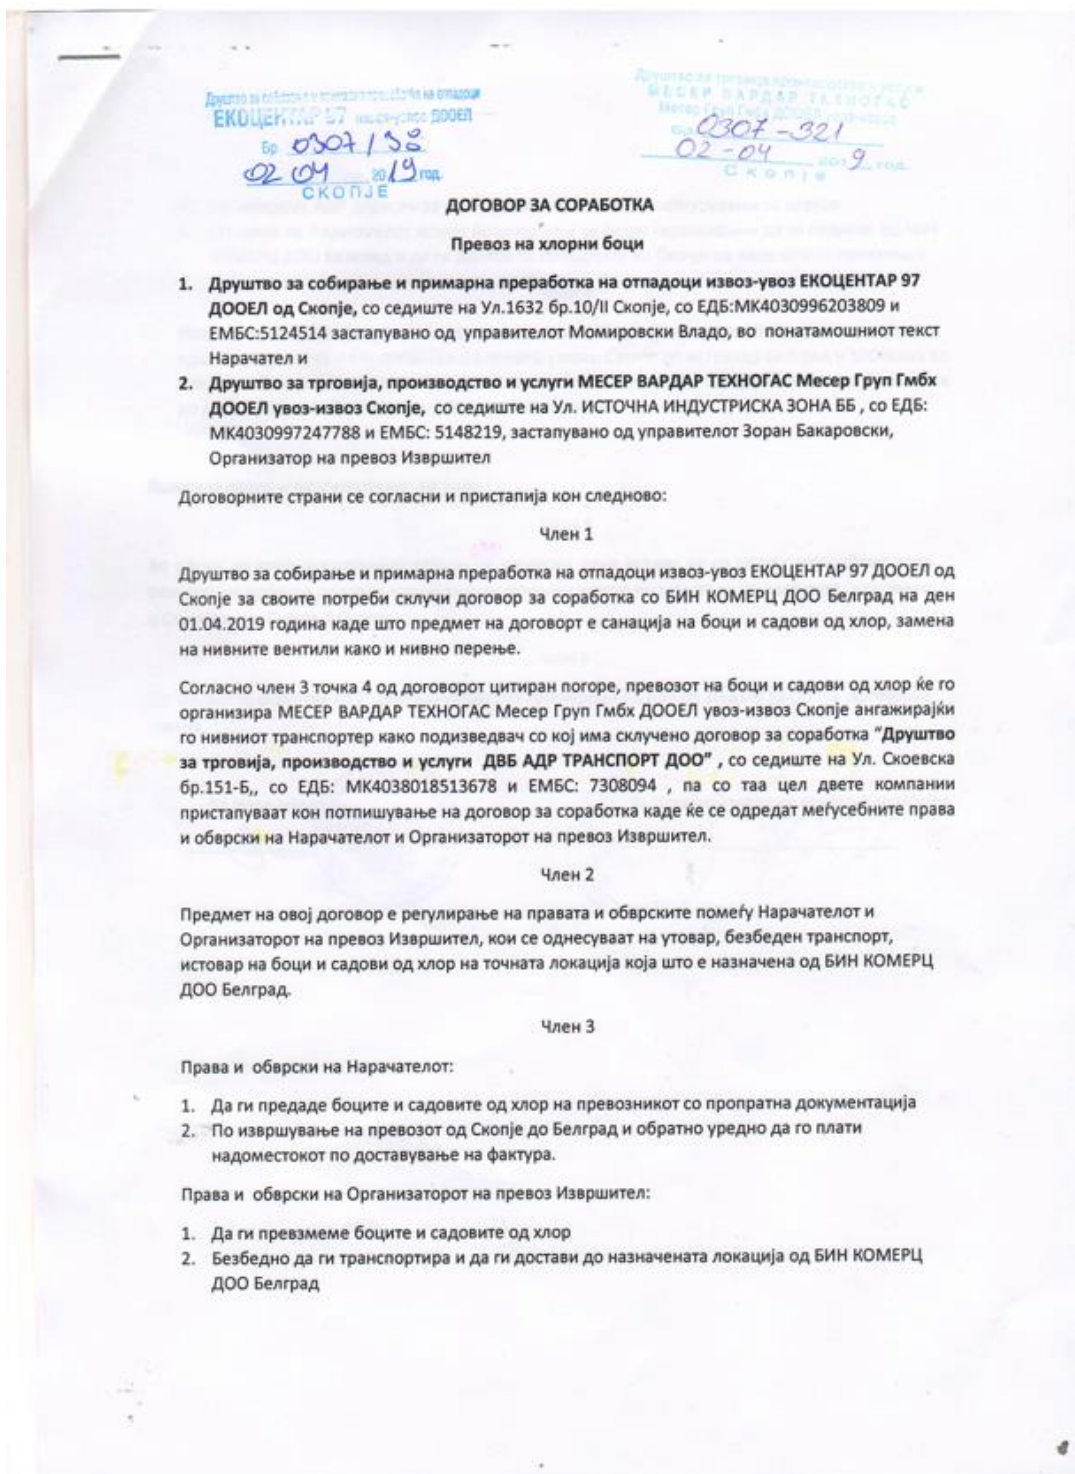 Друштво за собирање и примарна преработка на отпадоци
ЕКОЦЕНТАР 97 извоз-увоз ДООЕЛ
Бр. 0307/38
02 04 2019 год.
СКОПЈЕ
Друштво за трговија производство и услуги
МЕСЕР ВАРДАР ТЕХНОГАС
Месер Груп Гмбх ДООЕЛ увоз-извоз
0307-321
02-04 2019 год.
Скопје
ДОГОВОР ЗА СОРАБОТКА
Превоз на хлорни боци
1. Друштво за собирање и примарна преработка на отпадоци извоз-увоз ЕКОЦЕНТАР 97
ДООЕЛ од Скопје, со седиште на Ул.1632 бр.10/II Скопје, со ЕДБ:МК4030996203809 и
ЕМБС:5124514 застапувано од управителот Момировски Владо, во понатамошниот текст
Нарачател и
2. Друштво за трговија, производство и услуги МЕСЕР ВАРДАР ТЕХНОГАС Месер Груп Гмбх
ДООЕЛ увоз-извоз Скопје, со седиште на Ул. ИСТОЧНА ИНДУСТРИСКА ЗОНА ББ , со ЕДБ:
МК4030997247788 и ЕМБС: 5148219, застапувано од управителот Зоран Бакаровски,
Организатор на превоз Извршител
Договорните страни се согласни и пристапија кон следново:
Член 1
Друштво за собирање и примарна преработка на отпадоци извоз-увоз ЕКОЦЕНТАР 97 ДООЕЛ од
Скопје за своите потреби склучи договор за соработка со БИН КОМЕРЦ ДОО Белград на ден
01.04.2019 година каде што предмет на договорт е санација на боци и садови од хлор, замена
на нивните вентили како и нивно перење.
Согласно член 3 точка 4 од договорот цитиран погоре, превозот на боци и садови од хлор ќе го
организира МЕСЕР ВАРДАР ТЕХНОГАС Месер Груп Гмбх ДООЕЛ увоз-извоз Скопје ангажирајќи
го нивниот транспортер како подизведвач со кој има склучено договор за соработка "Друштво
за трговија, производство и услуги ДВБ АДР ТРАНСПОРТ ДОО" , со седиште на Ул. Скоевска
бр.151-Б,, со ЕДБ: МК4038018513678 и ЕМБС: 7308094 , па со таа цел двете компании
пристапуваат кон потпишување на договор за соработка каде ќе се одредат меѓусебните права
и обврски на Нарачателот и Организаторот на превоз Извршител.
Член 2
Предмет на овој договор е регулирање на правата и обврските помеѓу Нарачателот и
Организаторот на превоз Извршител, кои се однесуваат на утовар, безбеден транспорт,
истовар на боци и садови од хлор на точната локација која што е назначена од БИН КОМЕРЦ
ДОО Белград.
Член 3
Права и обврски на Нарачателот:
1. Да ги предаде боците и садовите од хлор на превозникот со пропратна документација
2. По извршување на превозот од Скопје до Белград и обратно уредно да го плати
надоместокот по доставување на фактура.
Права и обврски на Организаторот на превоз Извршител:
1. Да ги превзмеме боците и садовите од хлор
2. Безбедно да ги транспортира и да ги достави до назначената локација од БИН КОМЕРЦ
ДОО Белград